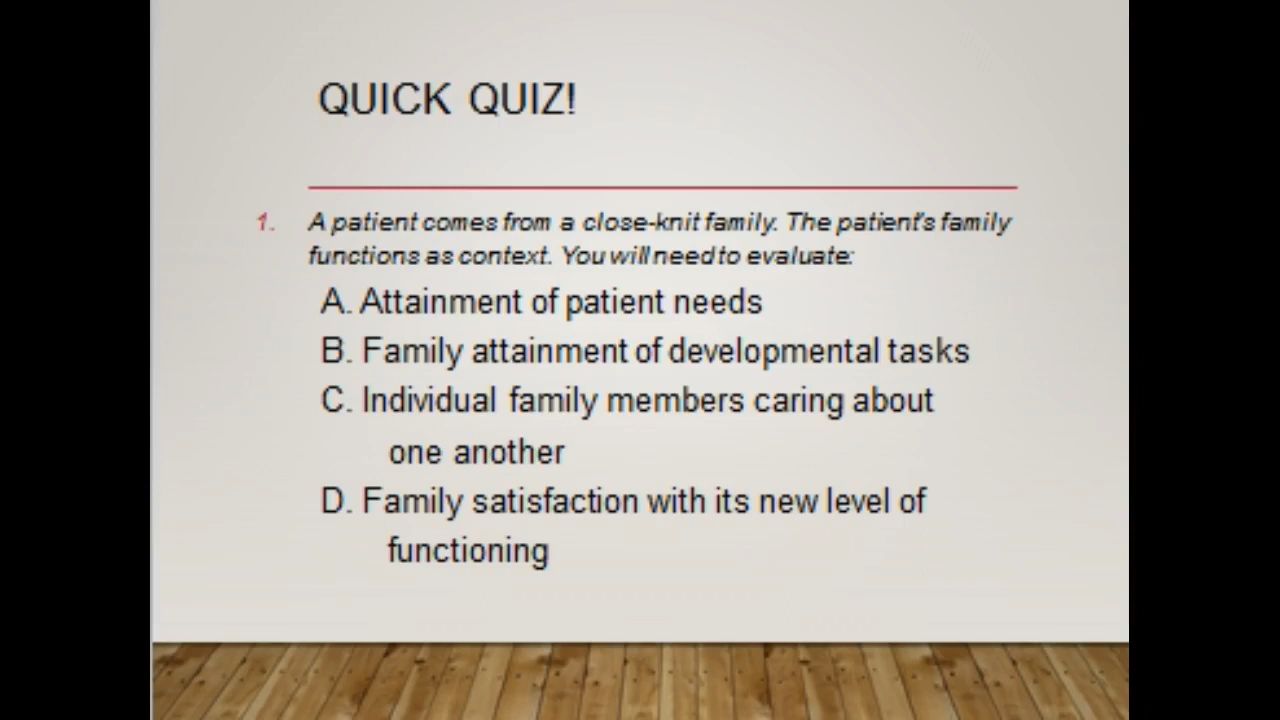 QUICK QUIZ!
1. A patient comes from a close-knit family. The patient's family
functions as context. You will need to evaluate:
A. Attainment of patient needs
B. Family attainment of developmental tasks
C. Individual family members caring about
one another
D. Family satisfaction with its new level of
functioning